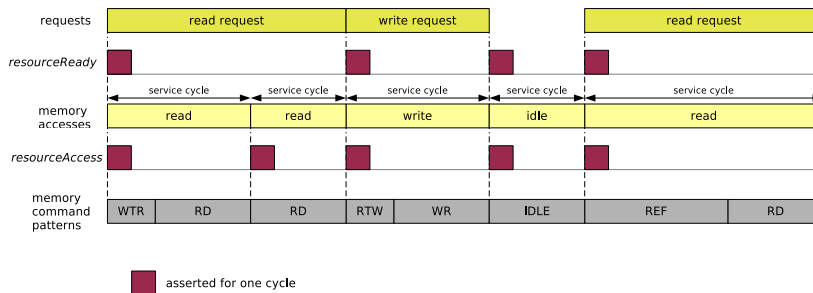 requests read request write request read request
resourceReady
service cycle service cycle service cycle service cycle service cycle
memory
accesses
read read write idle read
resourceAccess
memory
command
patterns
WTR RD RD RTW WR IDLE REF RD
asserted for one cycle